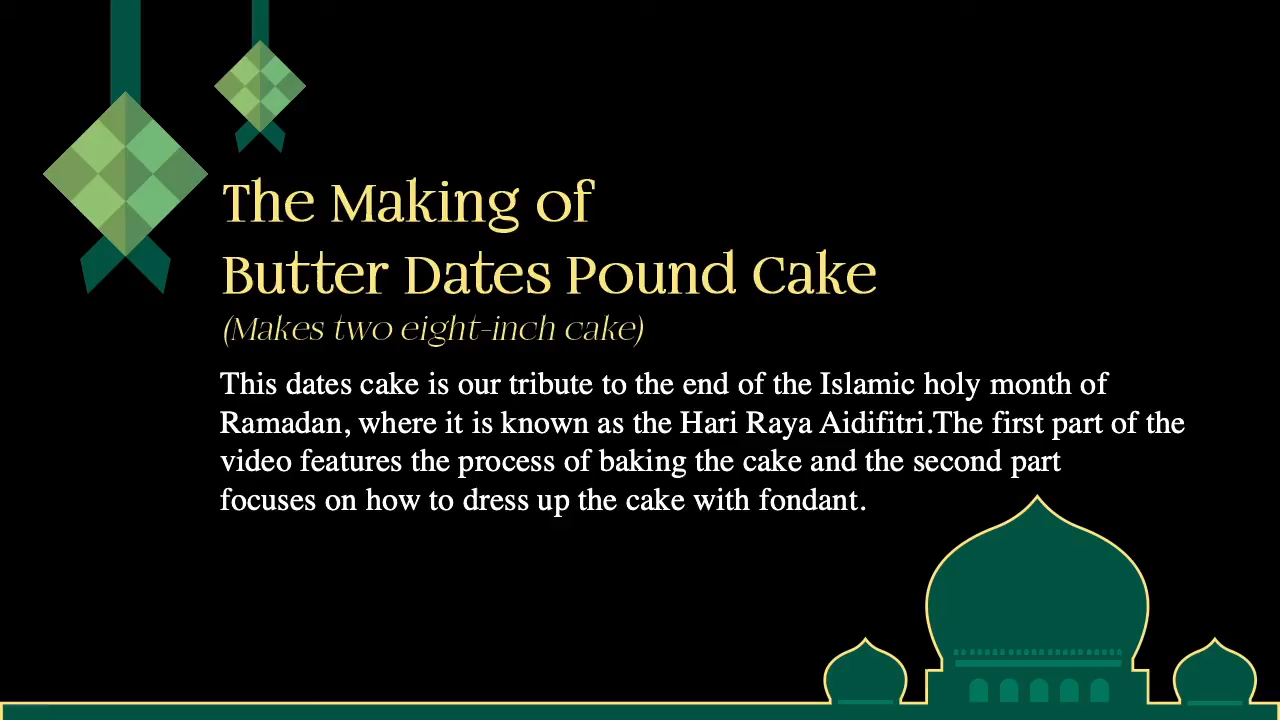 The Making of
Butter Dates Pound Cake
(Makes two eight-inch cake)
This dates cake is our tribute to the end of the Islamic holy month of
Ramadan, where it is known as the Hari Raya Aidifitri.The first part of the
video features the process of baking the cake and the second part
focuses on how to dress up the cake with fondant.